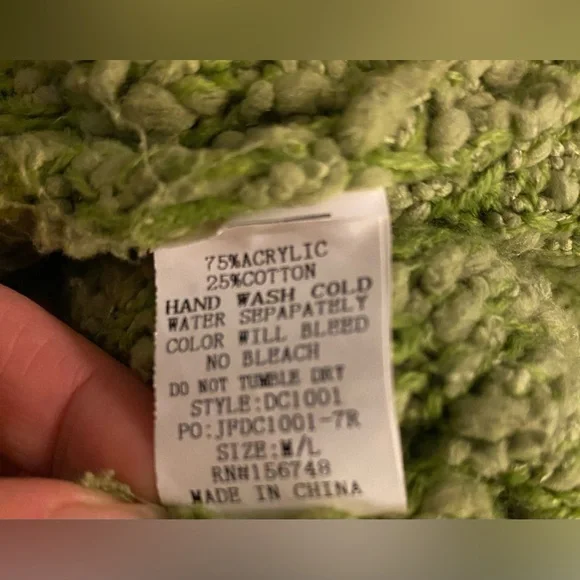 75%ACRYLIC
25%COTTON
HAND WASH COLD
WATER SEPAPATELY
COLOR WILL BLEED
NO BLEACH
DO NOT TUMBLE DRY
STYLE:DC1001
PO:JFDC1001-7R
SIZE:M/L
RN#156748
MADE IN CHINA